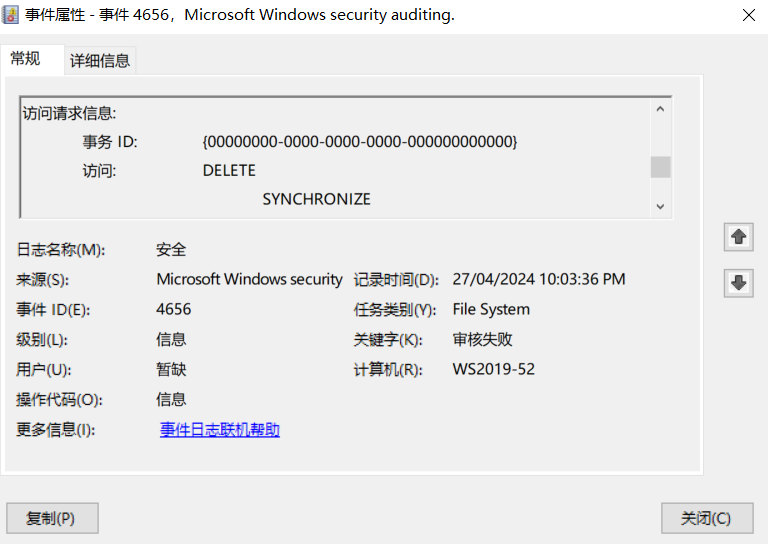 事件属性 - 事件 4656，Microsoft Windows security auditing.
常规 详细信息
访问请求信息:
事务 ID: {00000000-0000-0000-0000-000000000000}
访问: DELETE
SYNCHRONIZE
日志名称(M): 安全
来源(S): Microsoft Windows security 记录时间(D): 27/04/2024 10:03:36 PM
事件 ID(E): 4656 任务类别(Y): File System
级别(L): 信息 关键字(K): 审核失败
用户(U): 暂缺 计算机(R): WS2019-52
操作代码(O): 信息
更多信息(I): 事件日志联机帮助
复制(P) 关闭(C)